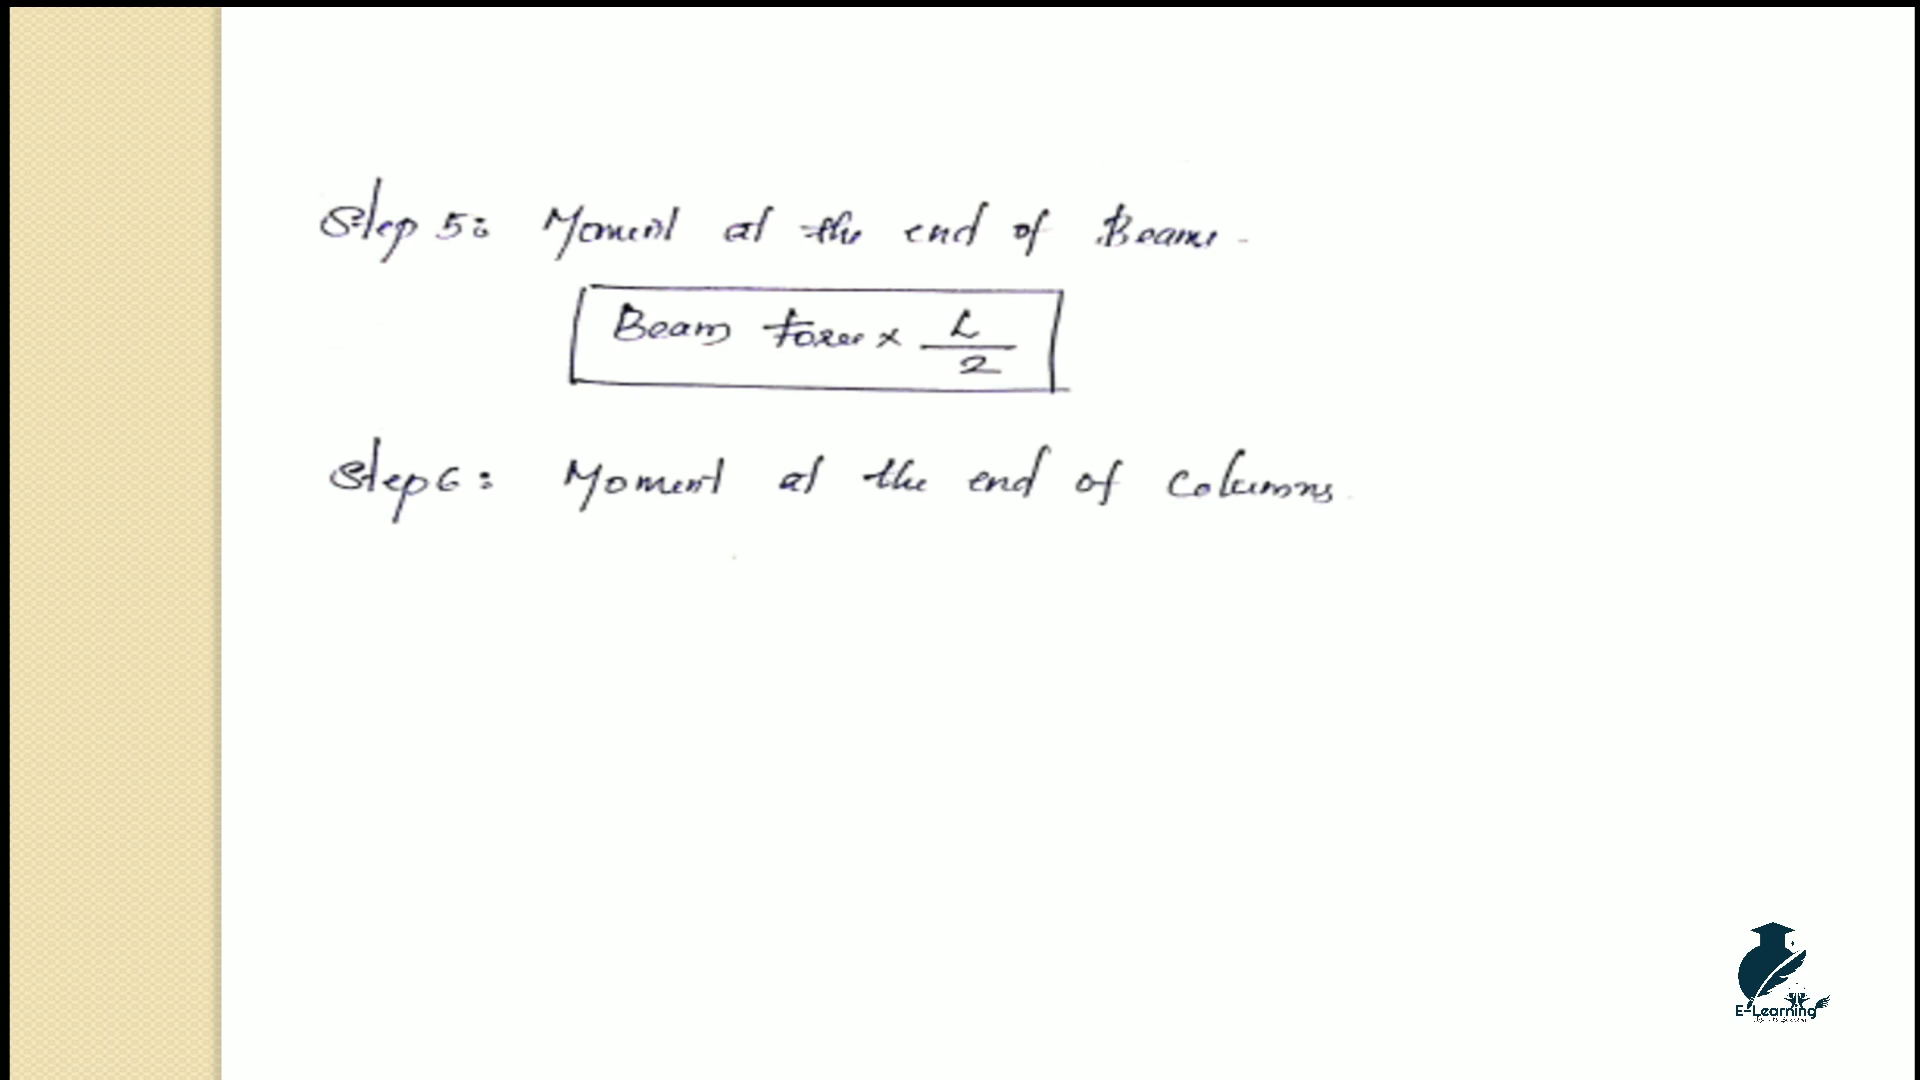 Step 5: Moment at the end of Beams.
Beam Force × L/2
Step 6: Moment at the end of columns.
E-Learning